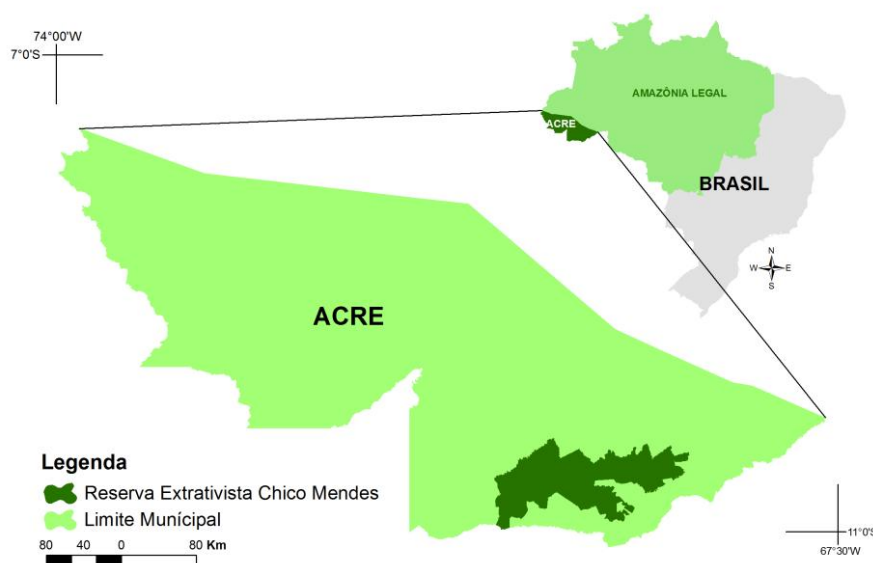 74°00'W
7°0'S
AMAZÔNIA LEGAL
ACRE
BRASIL
N
W E
S
ACRE
Legenda
Reserva Extrativista Chico Mendes
Limite Munícipal
80 40 0 80 Km
11°0'S
67°30'W